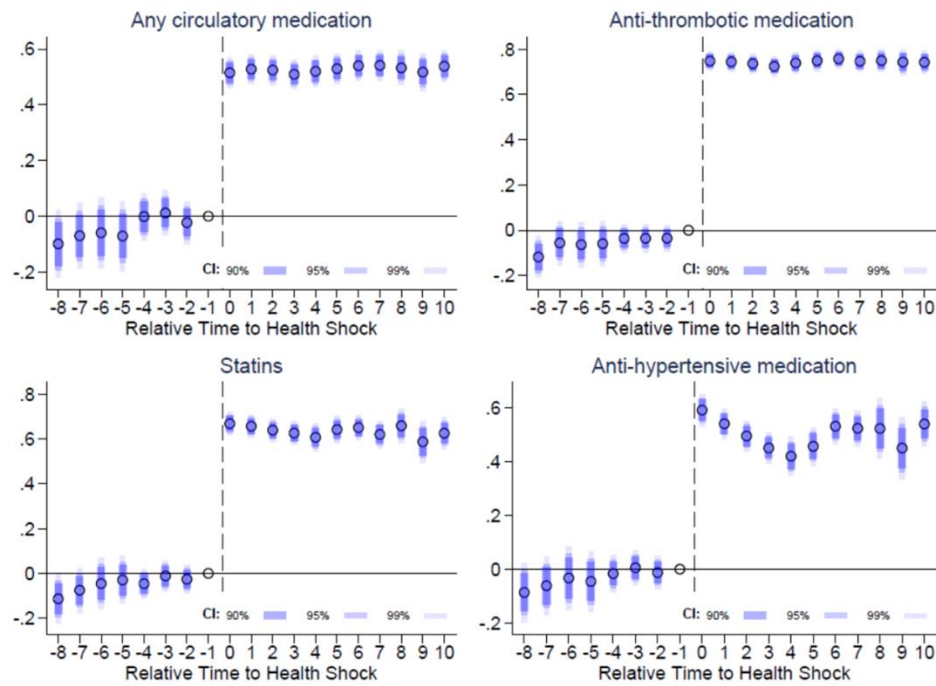 Any circulatory medication
.6
.4
.2
0
-.2
CI: 90% 95% 99%
-8 -7 -6 -5 -4 -3 -2 -1 0 1 2 3 4 5 6 7 8 9 10
Relative Time to Health Shock
Anti-thrombotic medication
.8
.6
.4
.2
0
-.2
CI: 90% 95% 99%
-8 -7 -6 -5 -4 -3 -2 -1 0 1 2 3 4 5 6 7 8 9 10
Relative Time to Health Shock
Statins
.8
.6
.4
.2
0
-.2
CI: 90% 95% 99%
-8 -7 -6 -5 -4 -3 -2 -1 0 1 2 3 4 5 6 7 8 9 10
Relative Time to Health Shock
Anti-hypertensive medication
.6
.4
.2
0
-.2
CI: 90% 95% 99%
-8 -7 -6 -5 -4 -3 -2 -1 0 1 2 3 4 5 6 7 8 9 10
Relative Time to Health Shock